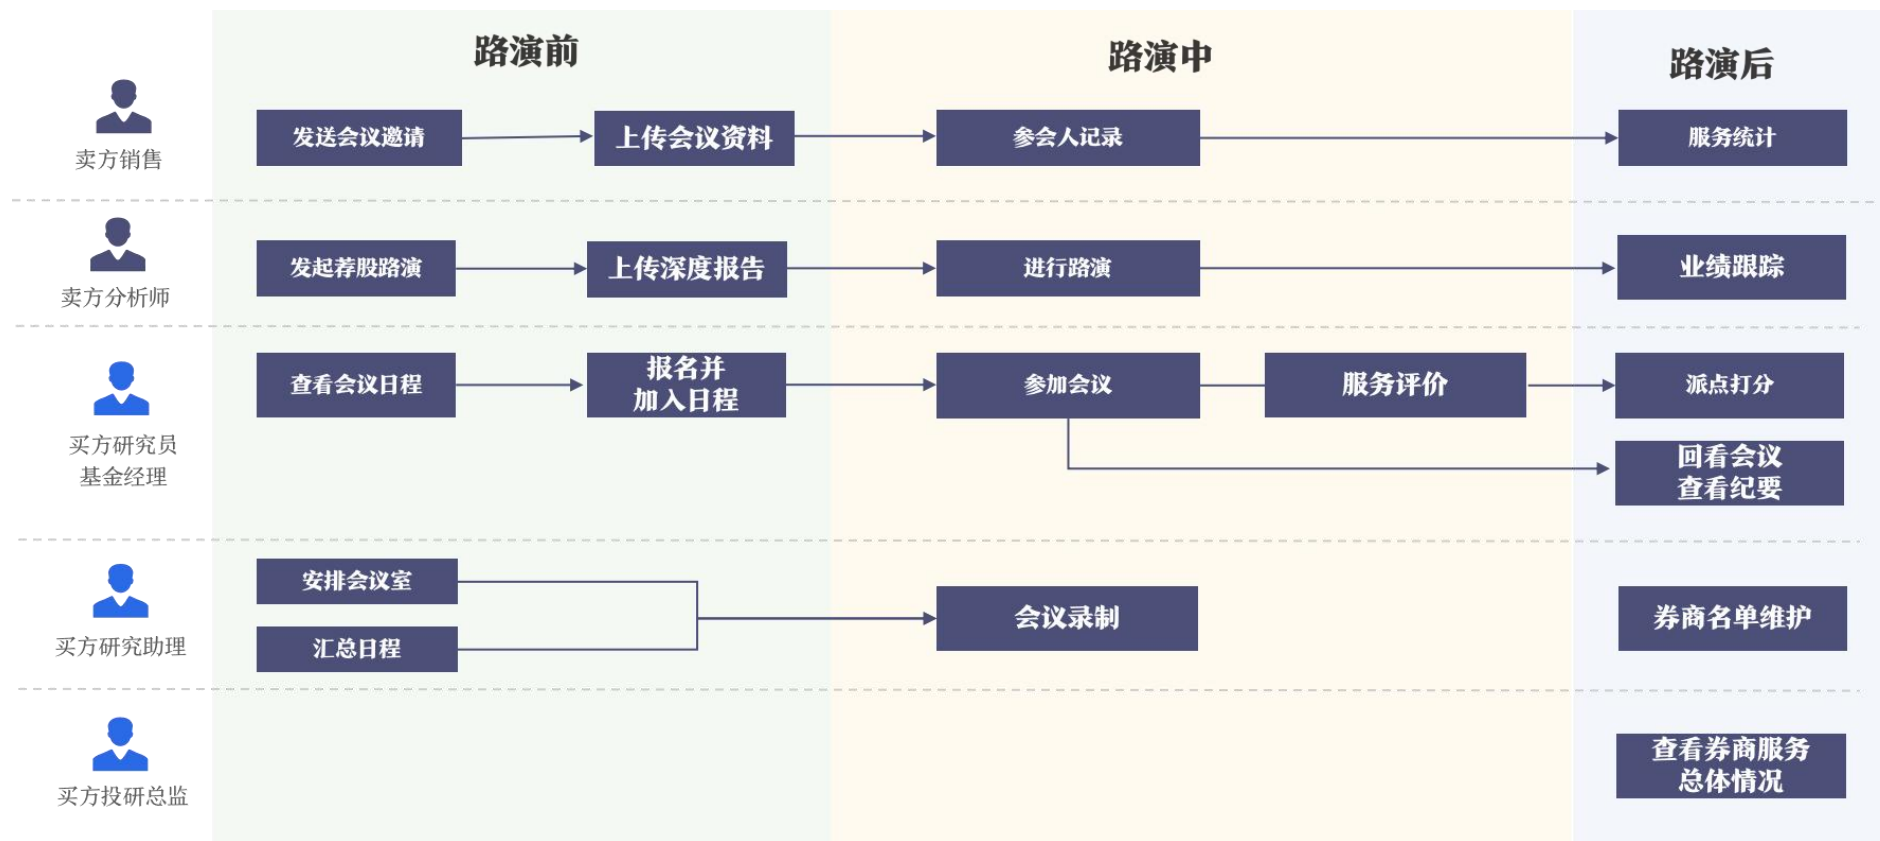 路演前
路演中
路演后
卖方销售
发送会议邀请
上传会议资料
参会人记录
服务统计
卖方分析师
发起荐股路演
上传深度报告
进行路演
业绩跟踪
买方研究员
基金经理
查看会议日程
报名并
加入日程
参加会议
服务评价
派点打分
回看会议
查看纪要
买方研究助理
安排会议室
汇总日程
会议录制
券商名单维护
买方投研总监
查看券商服务
总体情况